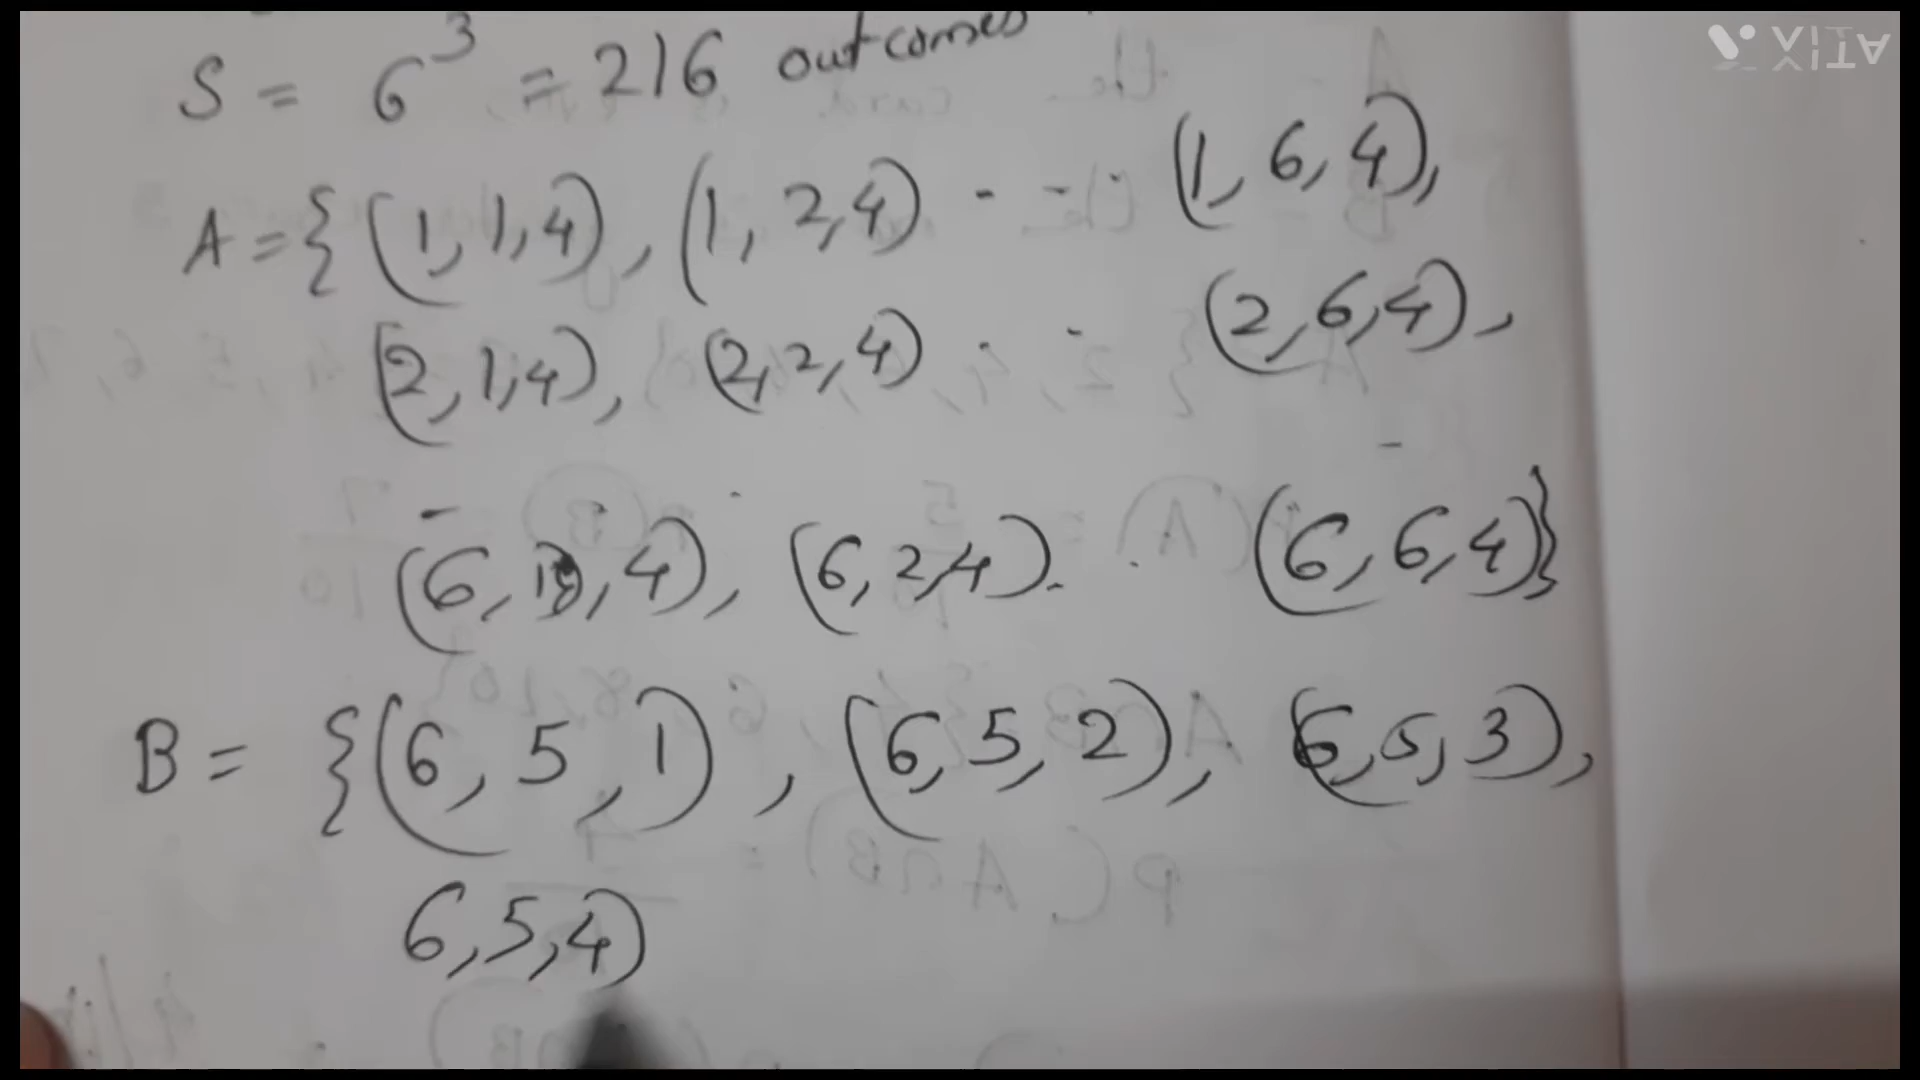 S = 6³ = 216 outcomes
A = { (1, 1, 4), (1, 2, 4) - - · (1, 6, 4),
(2, 1, 4), (2, 2, 4) · · (2, 6, 4),
(6, 1, 4), (6, 2, 4) · · (6, 6, 4)}
B = {(6, 5, 1), (6, 5, 2), (6, 5, 3),
6, 5, 4)